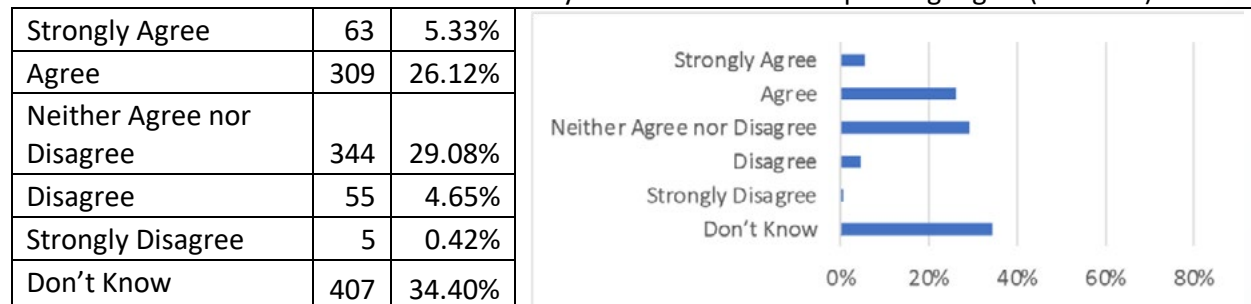 Strongly Agree 63 5.33%
Agree 309 26.12%
Neither Agree nor
Disagree 344 29.08%
Disagree 55 4.65%
Strongly Disagree 5 0.42%
Don't Know 407 34.40%
Strongly Agree
Agree
Neither Agree nor Disagree
Disagree
Strongly Disagree
Don't Know
0% 20% 40% 60% 80%